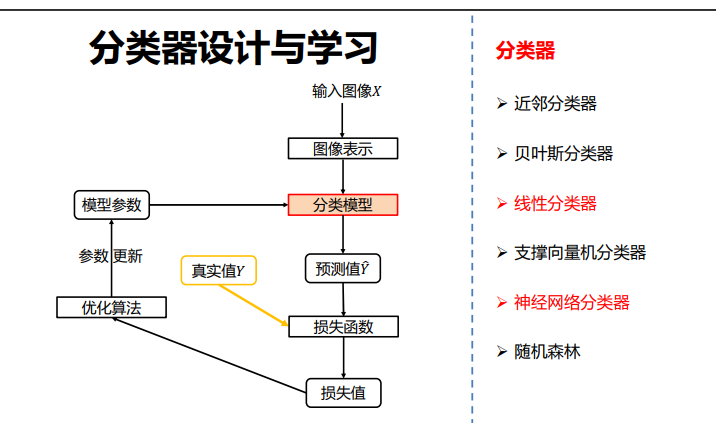 分类器设计与学习
输入图像X
图像表示
分类模型
模型参数
参数 更新
真实值Y
预测值Ŷ
优化算法
损失函数
损失值
分类器
➢ 近邻分类器
➢ 贝叶斯分类器
➢ 线性分类器
➢ 支撑向量机分类器
➢ 神经网络分类器
➢ 随机森林